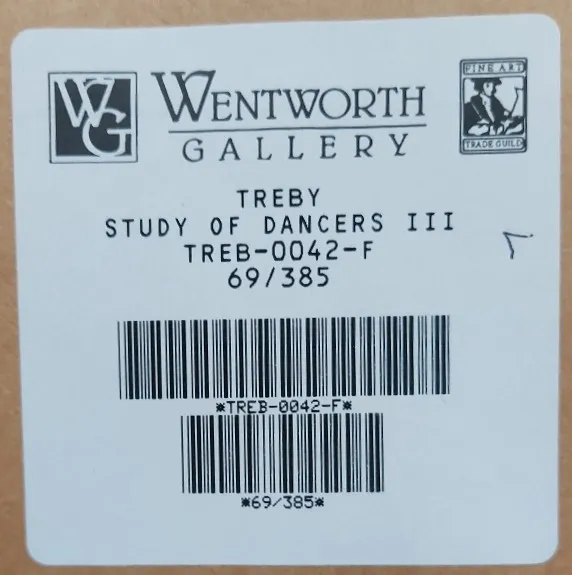 WG
WENTWORTH
GALLERY
FINE ART
TRADE GUILD
TREBY
STUDY OF DANCERS III
TREB-0042-F
69/385
*TREB-0042-F*
*69/385*